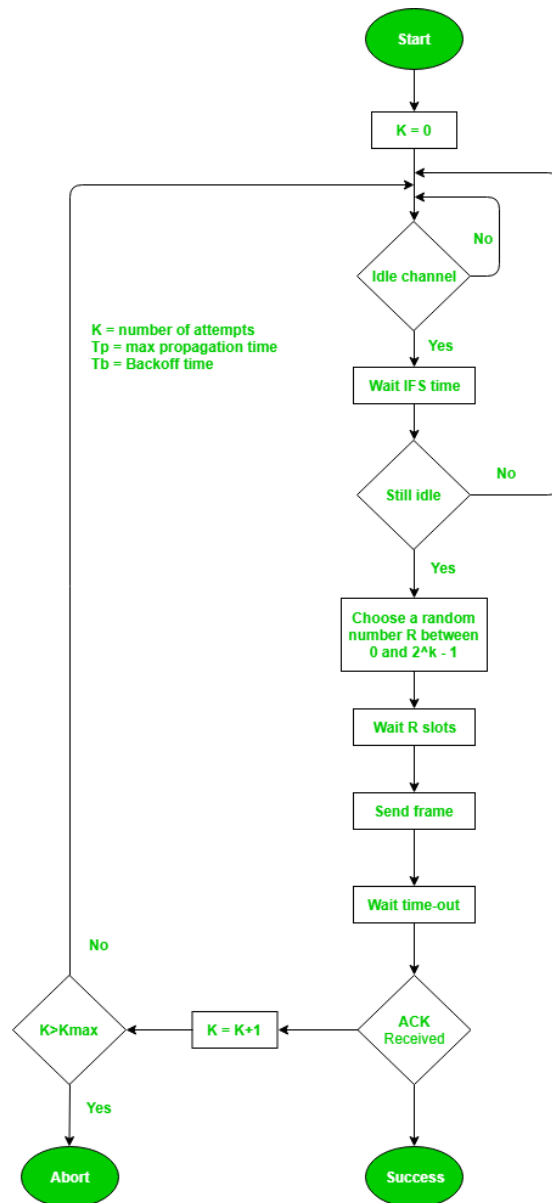 Start
K = 0
No
Idle channel
K = number of attempts
Tp = max propagation time
Tb = Backoff time
Yes
Wait IFS time
No
Still idle
Yes
Choose a random
number R between
0 and 2^k - 1
Wait R slots
Send frame
Wait time-out
No
ACK
Received
K = K+1
K>Kmax
Yes
Abort
Success